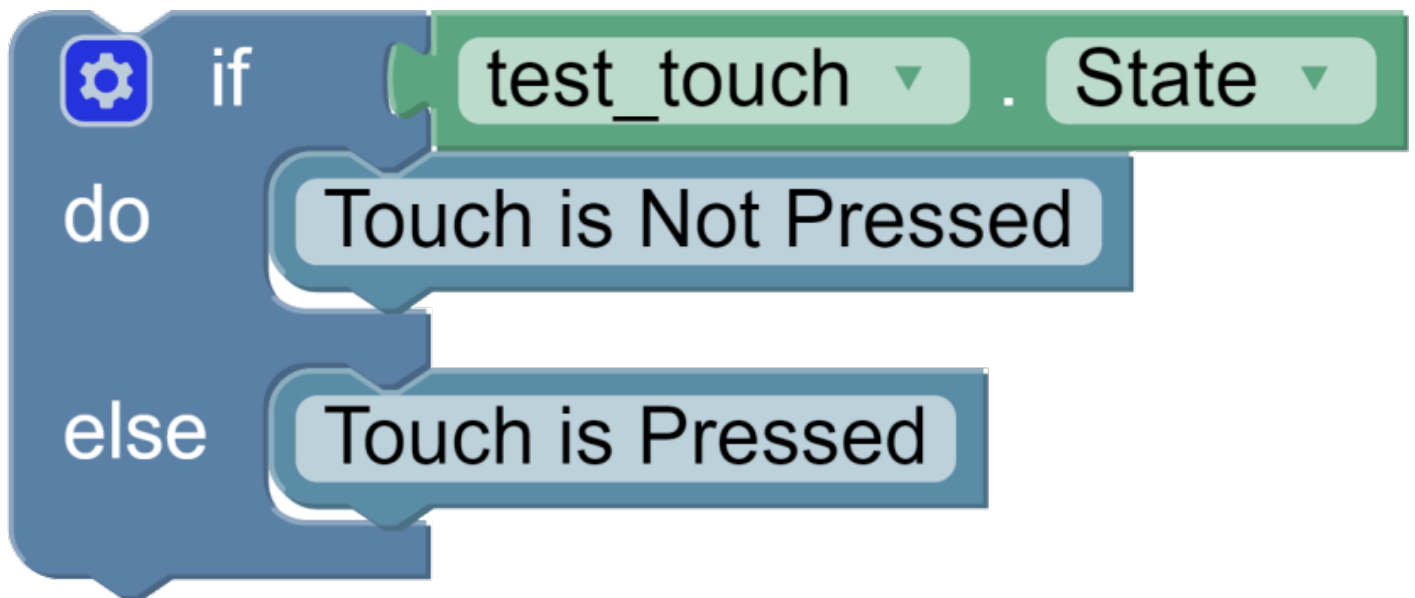 if test_touch . State
do Touch is Not Pressed
else Touch is Pressed